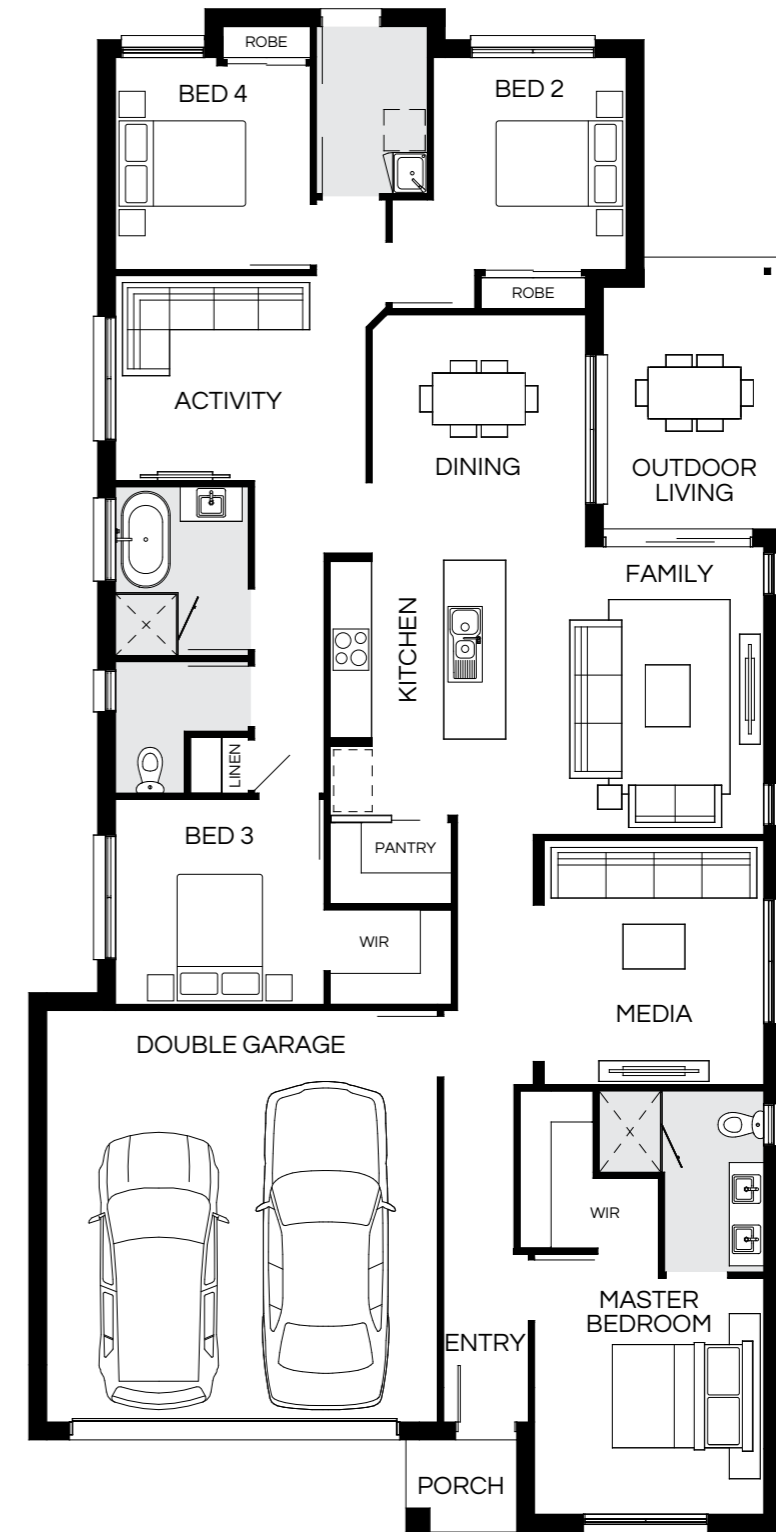 ROBE
BED 4
BED 2
ROBE
ACTIVITY
DINING
OUTDOOR
LIVING
FAMILY
KITCHEN
LINEN
BED 3
PANTRY
WIR
MEDIA
DOUBLE GARAGE
WIR
MASTER
BEDROOM
ENTRY
PORCH